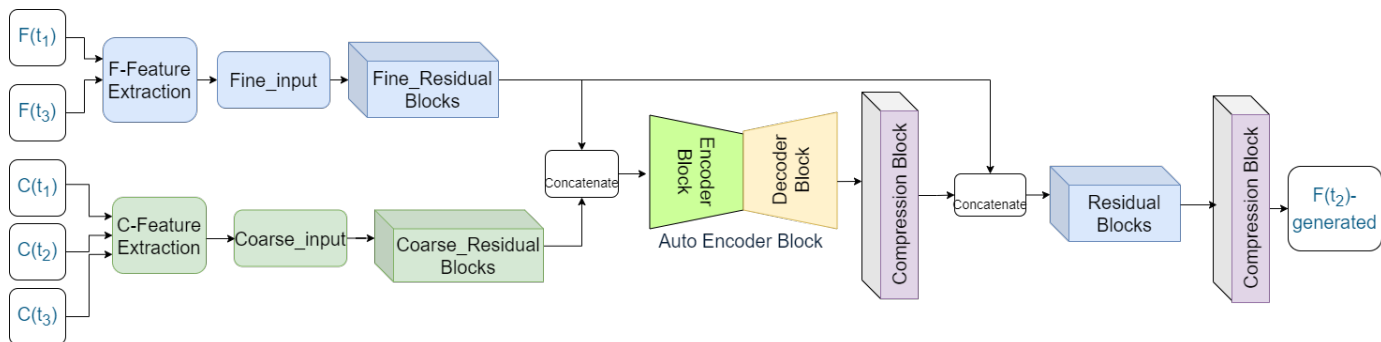 F(t₁)
F(t₃)
F-Feature
Extraction
Fine_input
Fine_Residual
Blocks
C(t₁)
C(t₂)
C(t₃)
C-Feature
Extraction
Coarse_input
Coarse_Residual
Blocks
Concatenate
Encoder
Block
Decoder
Block
Auto Encoder Block
Compression Block
Concatenate
Residual
Blocks
Compression Block
F(t₂)-
generated